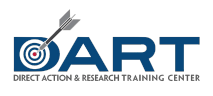 DART
DIRECT ACTION & RESEARCH TRAINING CENTER